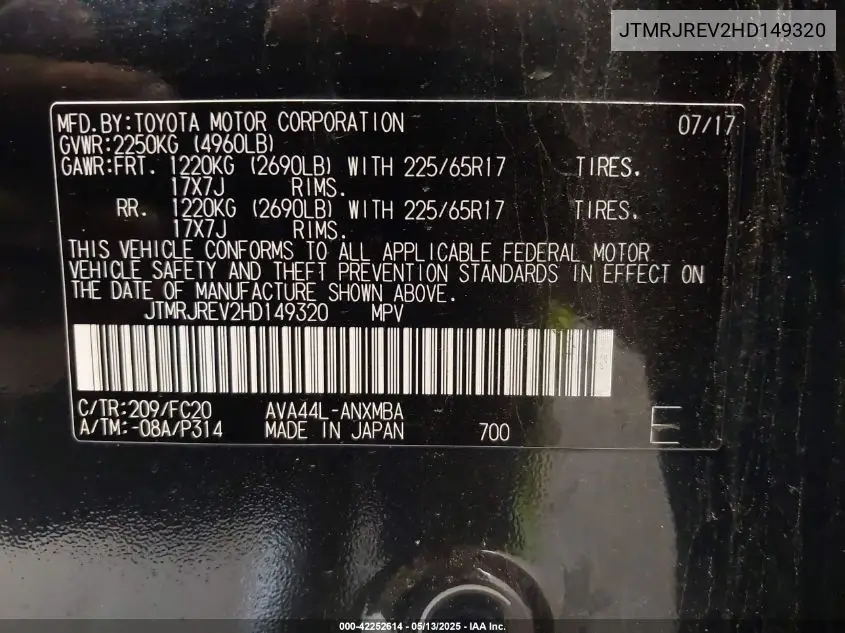 JTMRJREV2HD149320
MFD.BY:TOYOTA MOTOR CORPORATION 07/17
GVWR:2250KG (4960LB)
GAWR:FRT. 1220KG (2690LB) WITH 225/65R17 TIRES.
17X7J RIMS.
RR. 1220KG (2690LB) WITH 225/65R17 TIRES.
17X7J RIMS.
THIS VEHICLE CONFORMS TO ALL APPLICABLE FEDERAL MOTOR
VEHICLE SAFETY AND THEFT PREVENTION STANDARDS IN EFFECT ON
THE DATE OF MANUFACTURE SHOWN ABOVE.
JTMRJREV2HD149320 MPV
C/TR:209/FC20 AVA44L-ANXMBA
A/TM:-08A/P314 MADE IN JAPAN 700 E
000-42252614 - 05/13/2025 - IAA Inc.